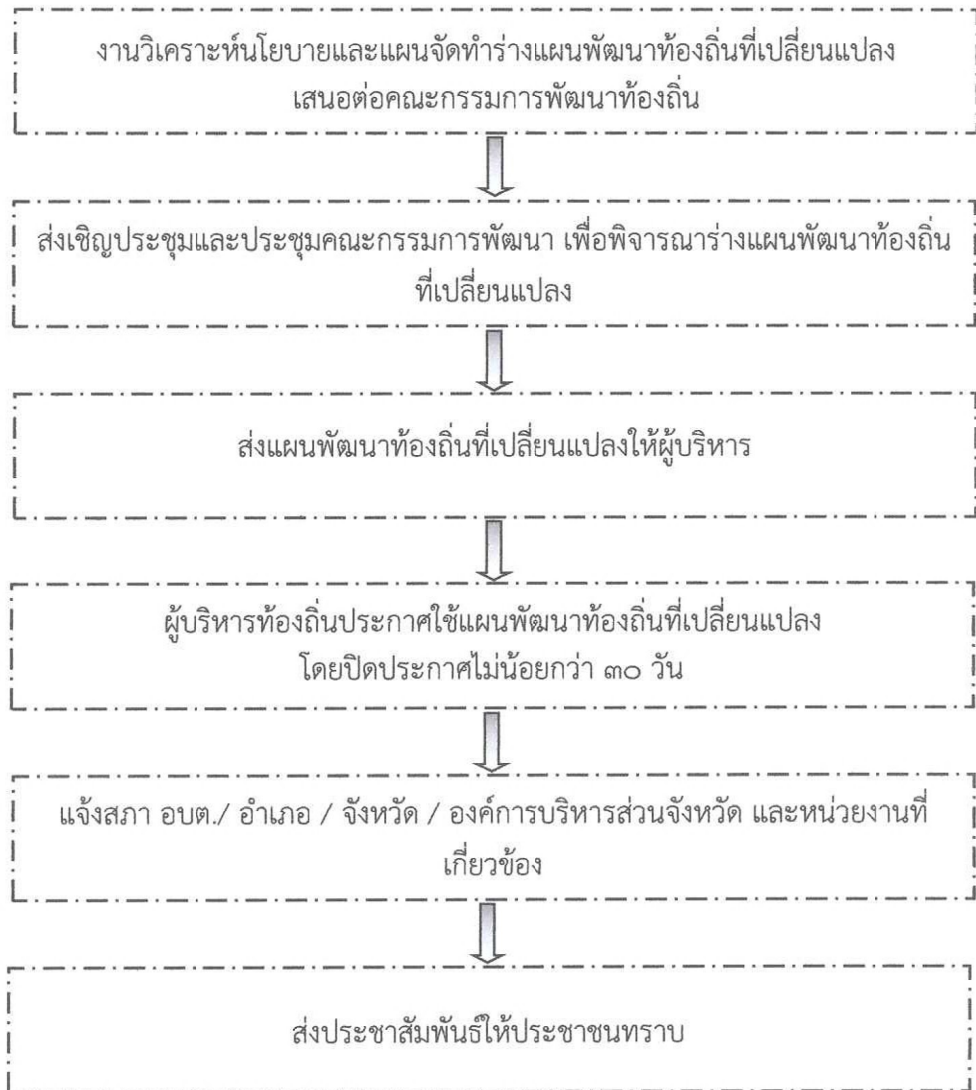 งานวิเคราะห์นโยบายและแผนจัดทำร่างแผนพัฒนาท้องถิ่นที่เปลี่ยนแปลง
เสนอต่อคณะกรรมการพัฒนาท้องถิ่น
ส่งเชิญประชุมและประชุมคณะกรรมการพัฒนา เพื่อพิจารณาร่างแผนพัฒนาท้องถิ่น
ที่เปลี่ยนแปลง
ส่งแผนพัฒนาท้องถิ่นที่เปลี่ยนแปลงให้ผู้บริหาร
ผู้บริหารท้องถิ่นประกาศใช้แผนพัฒนาท้องถิ่นที่เปลี่ยนแปลง
โดยปิดประกาศไม่น้อยกว่า ๓๐ วัน
แจ้งสภา อบต./ อำเภอ / จังหวัด / องค์การบริหารส่วนจังหวัด และหน่วยงานที่
เกี่ยวข้อง
ส่งประชาสัมพันธ์ให้ประชาชนทราบ